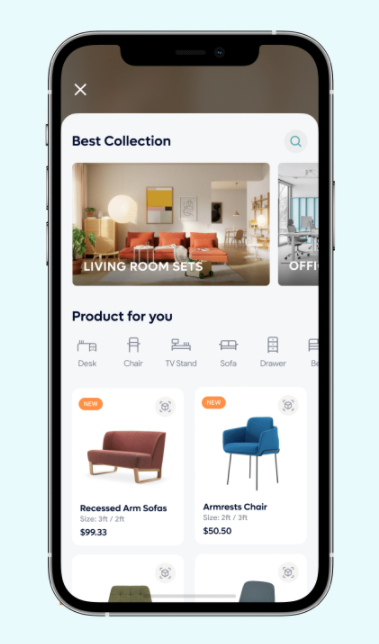 Best Collection
LIVING ROOM SETS
OFFI
Product for you
Desk
Chair
TV Stand
Sofa
Drawer
Be
NEW
NEW
Recessed Arm Sofas
Size: 3ft / 2ft
$99.33
Armrests Chair
Size: 2ft / 3ft
$50.50